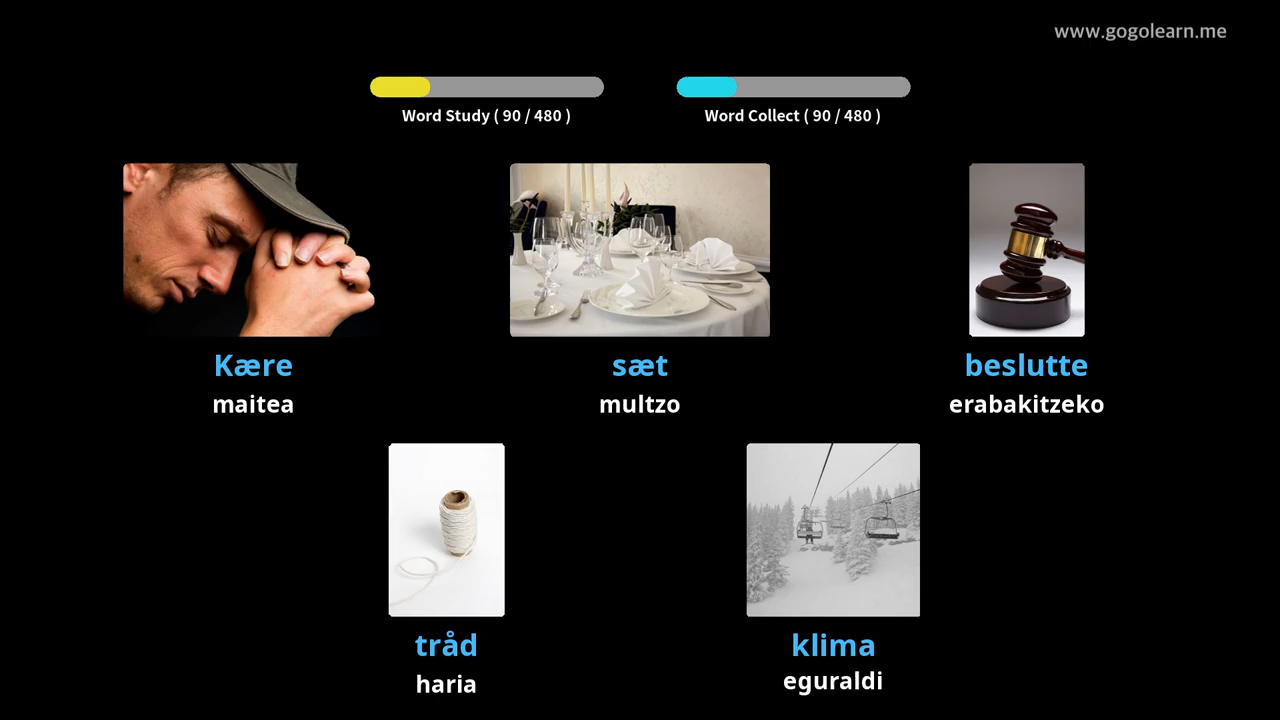 www.gogolearn.me
Word Study ( 90 / 480 )
Word Collect ( 90 / 480 )
Kære
sæt
beslutte
maitea
multzo
erabakitzeko
tråd
klima
haria
eguraldi